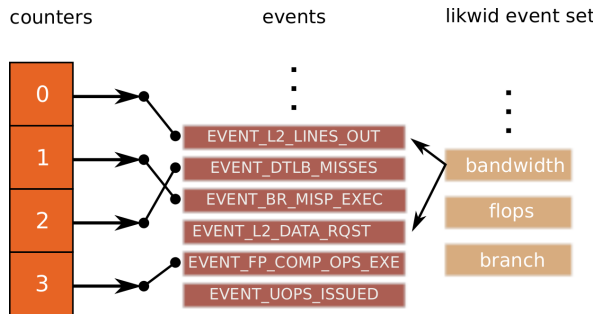 counters
events
likwid event set
0
1
2
3
EVENT_L2_LINES_OUT
EVENT_DTLB_MISSES
EVENT_BR_MISP_EXEC
EVENT_L2_DATA_RQST
EVENT_FP_COMP_OPS_EXE
EVENT_UOPS_ISSUED
bandwidth
flops
branch